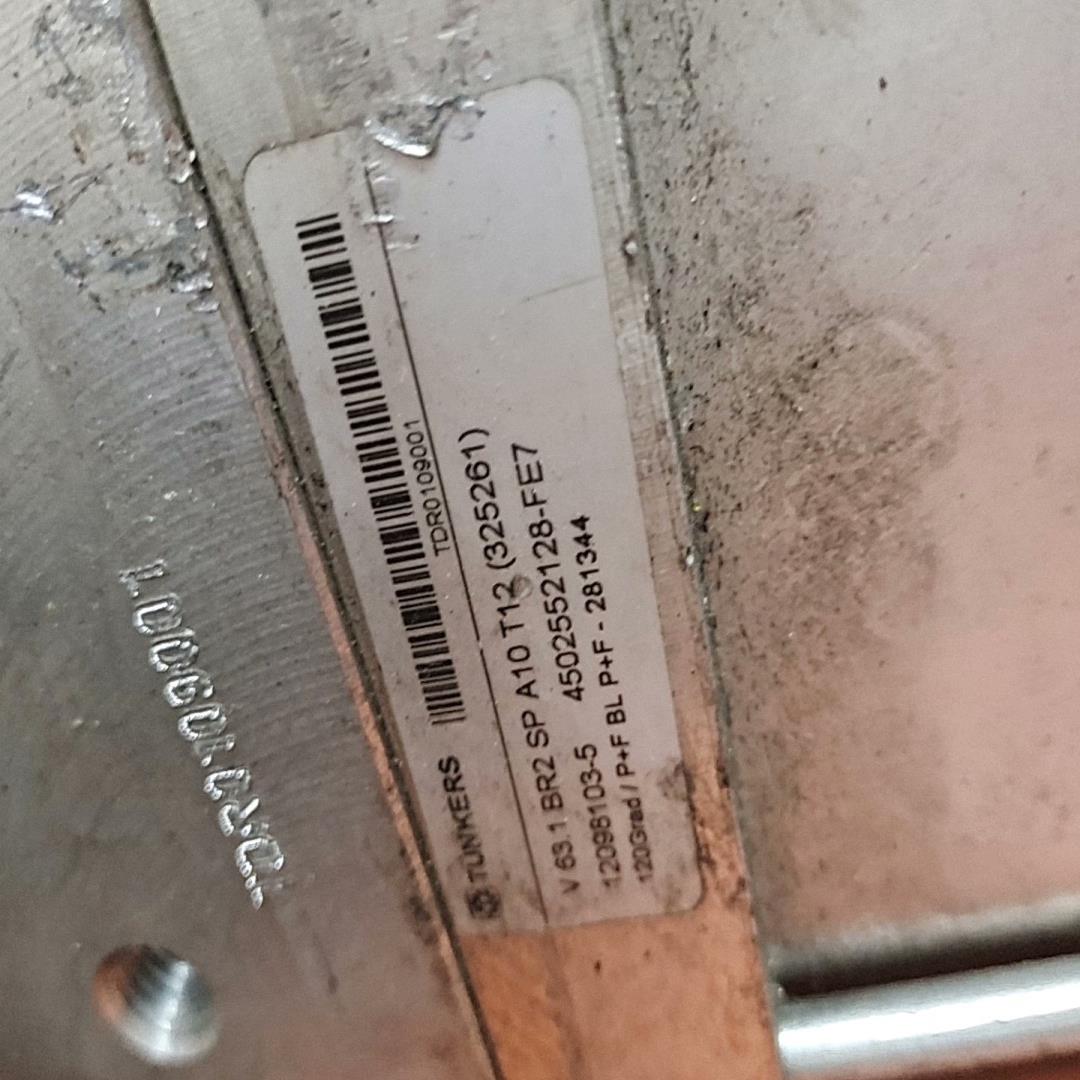 TÜNKERS
TDR0109001
V 63.1 BR2 SP A10 T12 (325261)
12098103-5 4502552128-FE7
120Grad / P+F BL P+F - 281344
TDR0109001